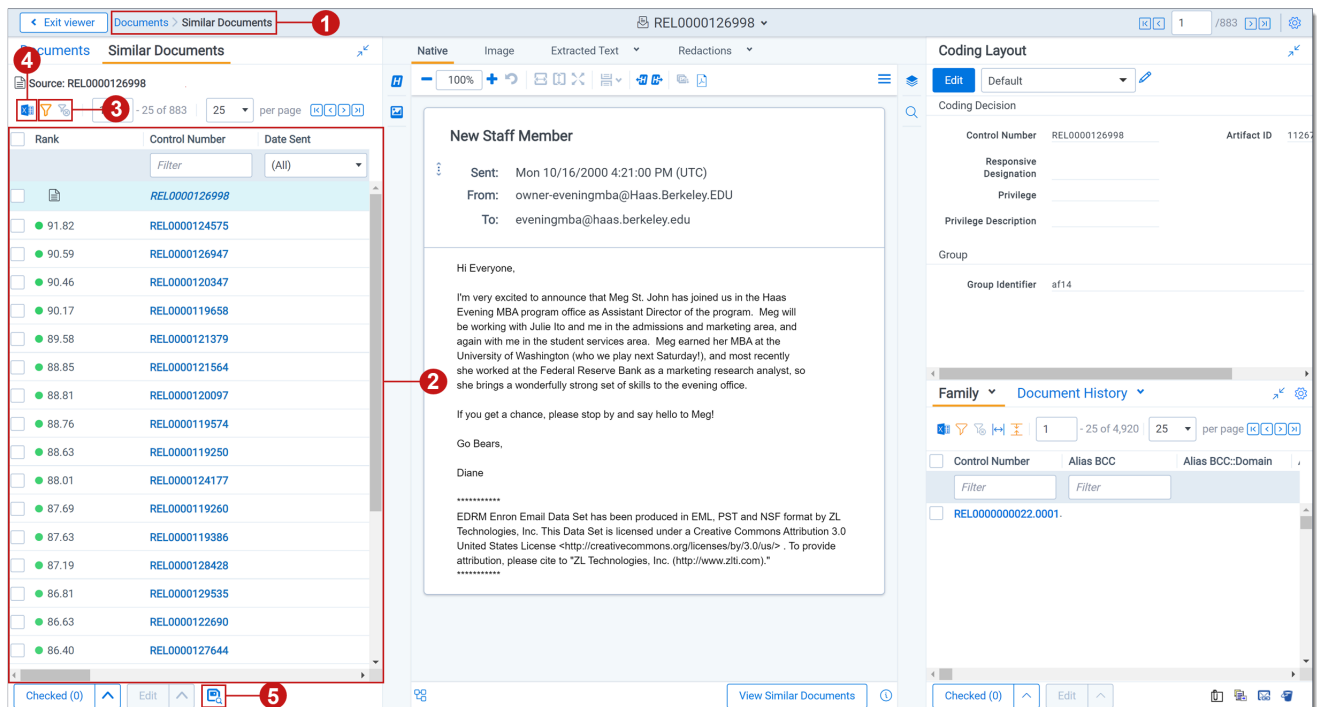 Exit viewer Documents > Similar Documents 1 REL0000126998 1 /883
Documents Similar Documents
4
Source: REL0000126998
3 - 25 of 883 25 per page
Rank Control Number Date Sent
Filter (All)
REL0000126998
91.82 REL0000124575
90.59 REL0000126947
90.46 REL0000120347
90.17 REL0000119658
89.58 REL0000121379
88.85 REL0000121564
88.81 REL0000120097
88.76 REL0000119574
88.63 REL0000119250
88.01 REL0000124177
87.69 REL0000119260
87.63 REL0000119386
87.19 REL0000128428
86.81 REL0000129535
86.63 REL0000122690
86.40 REL0000127644
2
Checked (0) Edit 5
Native Image Extracted Text Redactions
100%
New Staff Member
Sent: Mon 10/16/2000 4:21:00 PM (UTC)
From: owner-eveningmba@Haas.Berkeley.EDU
To: eveningmba@haas.berkeley.edu
Hi Everyone,
I'm very excited to announce that Meg St. John has joined us in the Haas
Evening MBA program office as Assistant Director of the program. Meg will
be working with Julie Ito and me in the admissions and marketing area, and
again with me in the student services area. Meg earned her MBA at the
University of Washington (who we play next Saturday!), and most recently
she worked at the Federal Reserve Bank as a marketing research analyst, so
she brings a wonderfully strong set of skills to the evening office.
If you get a chance, please stop by and say hello to Meg!
Go Bears,
Diane
***********
EDRM Enron Email Data Set has been produced in EML, PST and NSF format by ZL
Technologies, Inc. This Data Set is licensed under a Creative Commons Attribution 3.0
United States License <http://creativecommons.org/licenses/by/3.0/us/> . To provide
attribution, please cite to "ZL Technologies, Inc. (http://www.zlti.com)."
***********
View Similar Documents
Coding Layout
Edit Default
Coding Decision
Control Number REL0000126998 Artifact ID 11267
Responsive
Designation
Privilege
Privilege Description
Group
Group Identifier af14
Family Document History
1 - 25 of 4,920 25 per page
Control Number Alias BCC Alias BCC::Domain
Filter Filter
REL0000000022.0001.
Checked (0) Edit